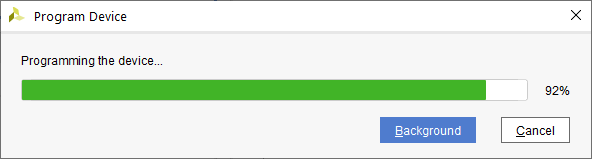 Program Device
Programming the device...
92%
Background
Cancel